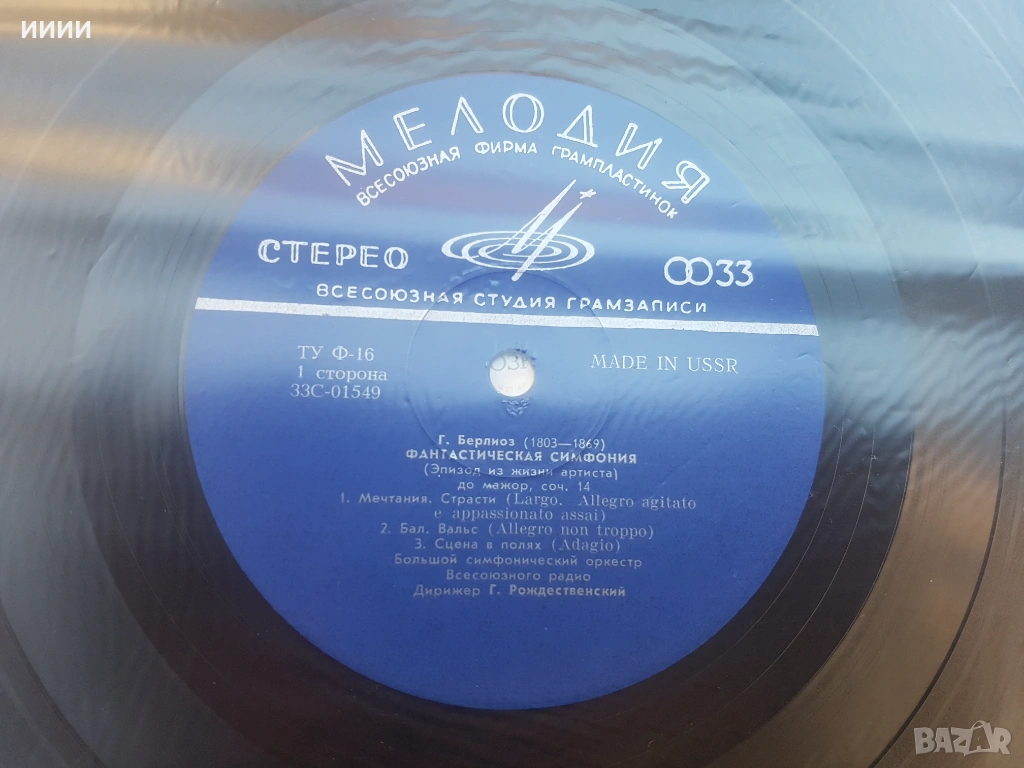 ииии
МЕЛОДИЯ
ВСЕСОЮЗНАЯ ФИРМА ГРАМПЛАСТИНОК
СТЕРЕО
33
ВСЕСОЮЗНАЯ СТУДИЯ ГРАМЗАПИСИ
ТУ Ф-16
1 сторона
33С-01549
MADE IN USSR
Г. Берлиоз (1803—1869)
ФАНТАСТИЧЕСКАЯ СИМФОНИЯ
(Эпизод из жизни артиста)
до мажор, соч. 14
1. Мечтания. Страсти (Largo. Allegro agitato
e appassionato assai)
2. Бал. Вальс (Allegro non troppo)
3. Сцена в полях (Adagio)
Большой симфонический оркестр
Всесоюзного радио
Дирижер Г. Рождественский
BAZAR